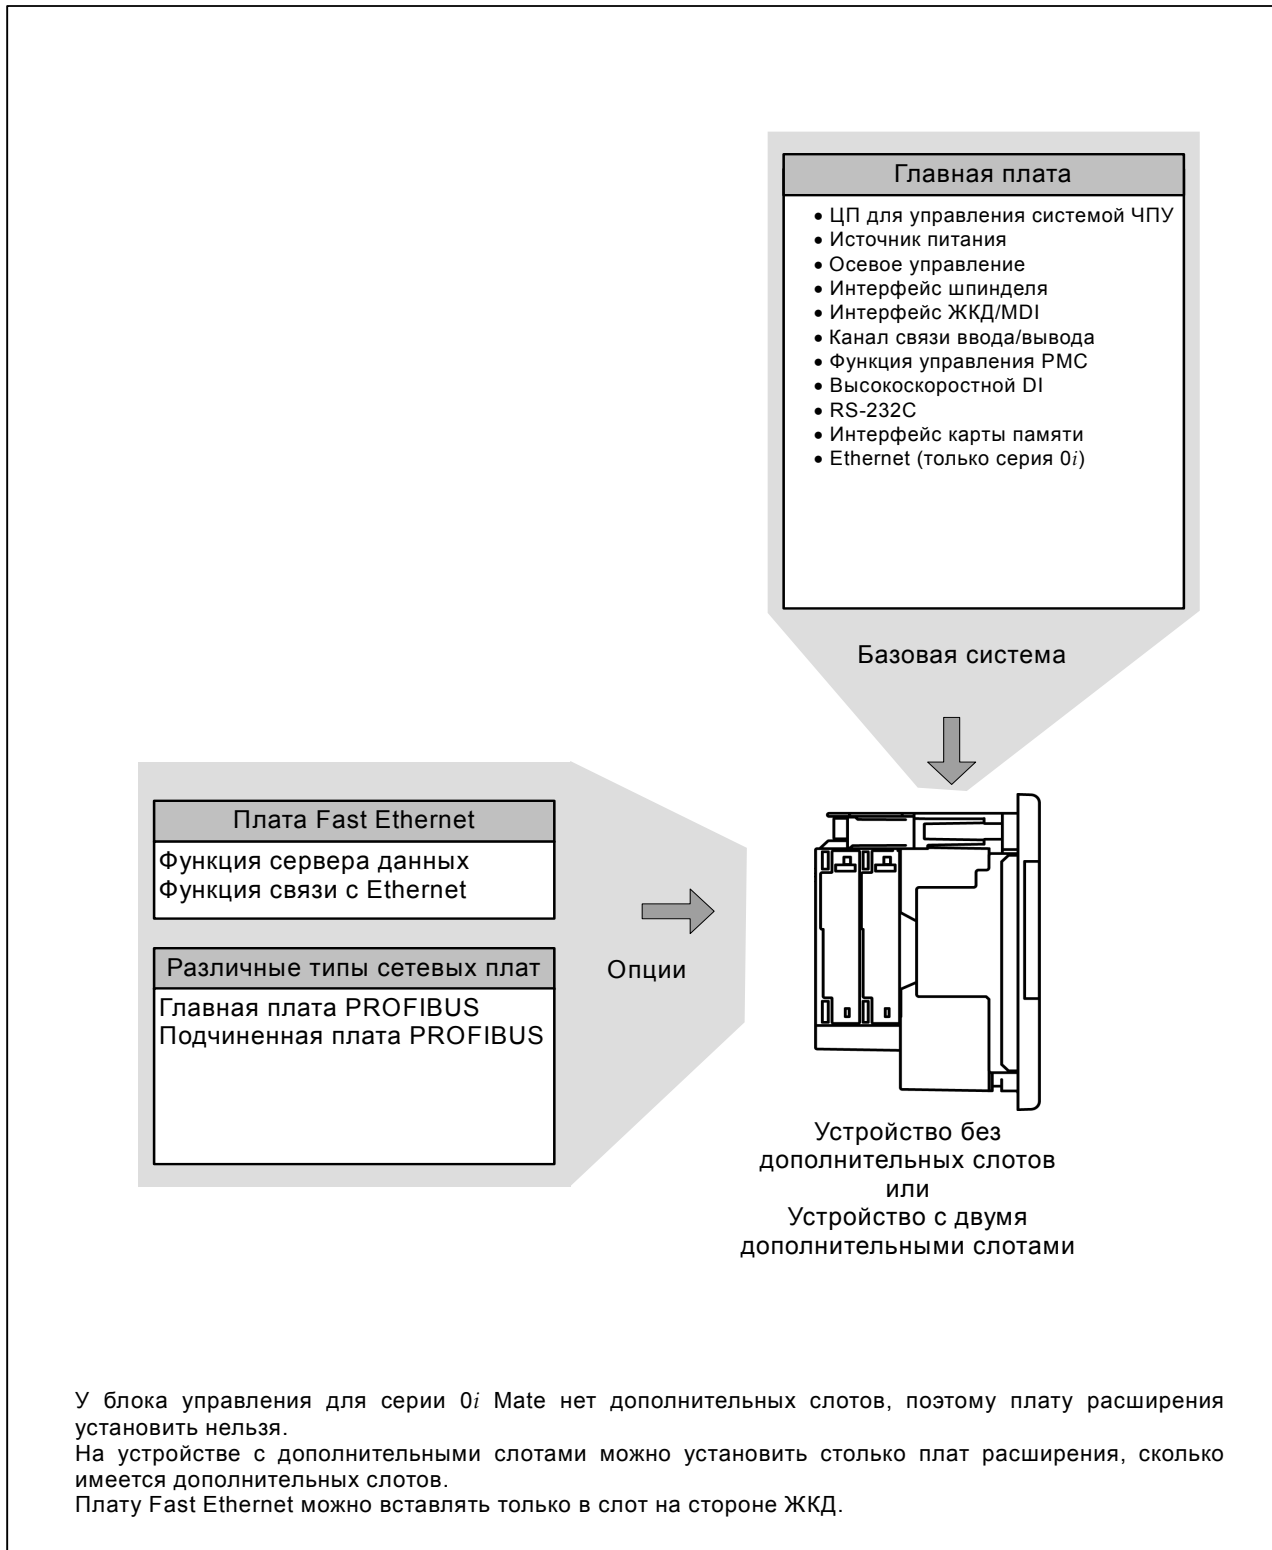 Главная плата
• ЦП для управления системой ЧПУ
• Источник питания
• Осевое управление
• Интерфейс шпинделя
• Интерфейс ЖКД/MDI
• Канал связи ввода/вывода
• Функция управления PMC
• Высокоскоростной DI
• RS-232C
• Интерфейс карты памяти
• Ethernet (только серия 0i)
Базовая система
Плата Fast Ethernet
Функция сервера данных
Функция связи с Ethernet
Различные типы сетевых плат
Главная плата PROFIBUS
Подчиненная плата PROFIBUS
Опции
Устройство без
дополнительных слотов
или
Устройство с двумя
дополнительными слотами
У блока управления для серии 0i Mate нет дополнительных слотов, поэтому плату расширения
установить нельзя.
На устройстве с дополнительными слотами можно установить столько плат расширения, сколько
имеется дополнительных слотов.
Плату Fast Ethernet можно вставлять только в слот на стороне ЖКД.